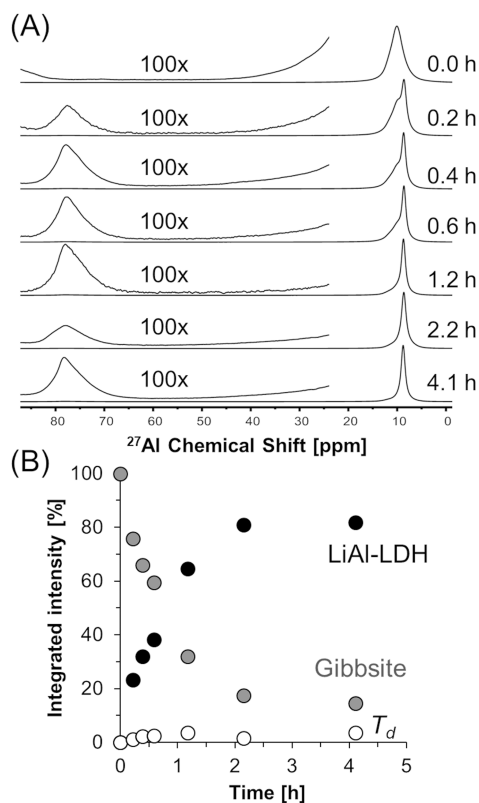 (A)
100x 0.0 h
100x 0.2 h
100x 0.4 h
100x 0.6 h
100x 1.2 h
100x 2.2 h
100x 4.1 h
80 70 60 50 40 30 20 10 0
²⁷Al Chemical Shift [ppm]
(B)
100
80
60
40
20
0
Integrated intensity [%]
LiAl-LDH
Gibbsite
T_d
0 1 2 3 4 5
Time [h]